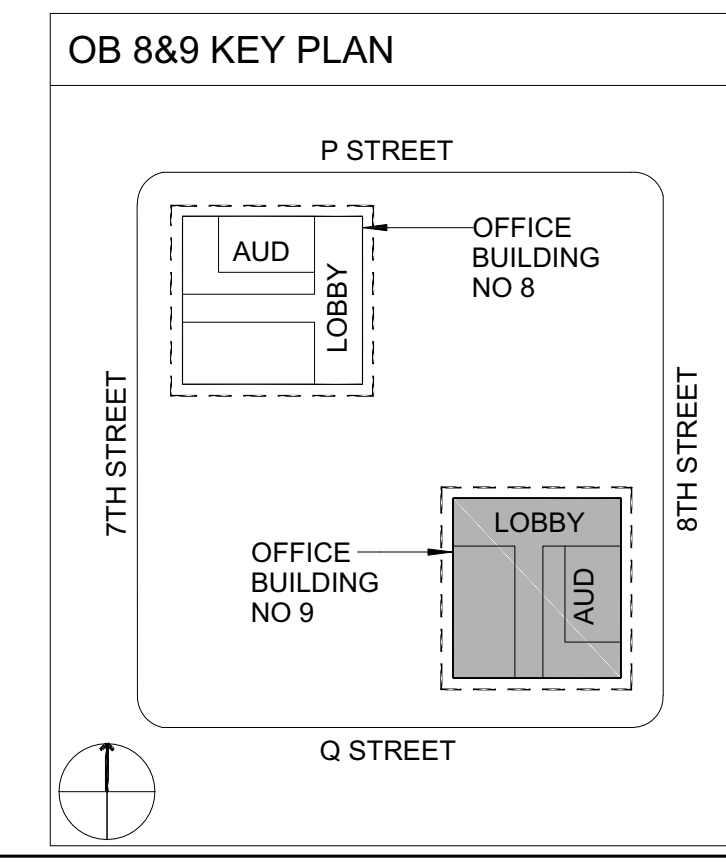 OB 8&9 KEY PLAN
P STREET
AUD
LOBBY
OFFICE
BUILDING
NO 8
7TH STREET
8TH STREET
LOBBY
AUD
OFFICE
BUILDING
NO 9
Q STREET